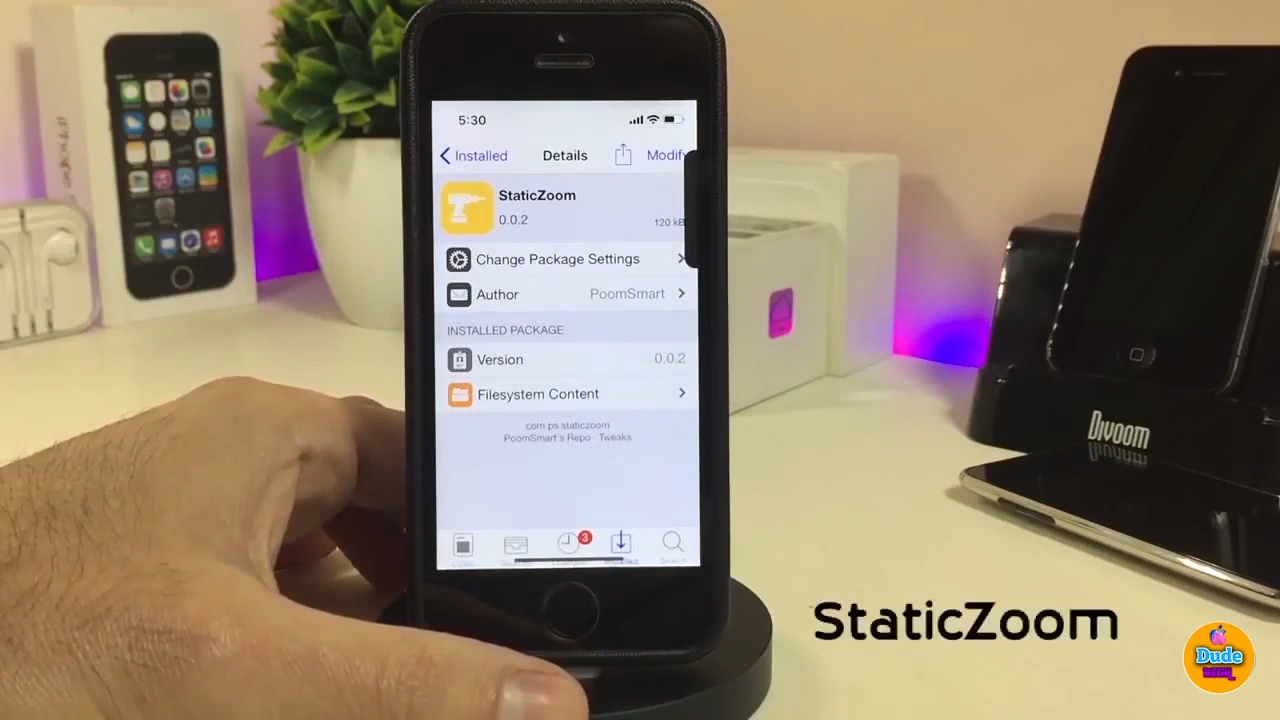 5:30
Installed
Details
Modify
StaticZoom
0.0.2
120 kB
Change Package Settings
Author
PoomSmart
INSTALLED PACKAGE
Version
0.0.2
Filesystem Content
com.ps.staticzoom
PoomSmart's Repo · Tweaks
3
iPhone
Divoom
StaticZoom
Dude